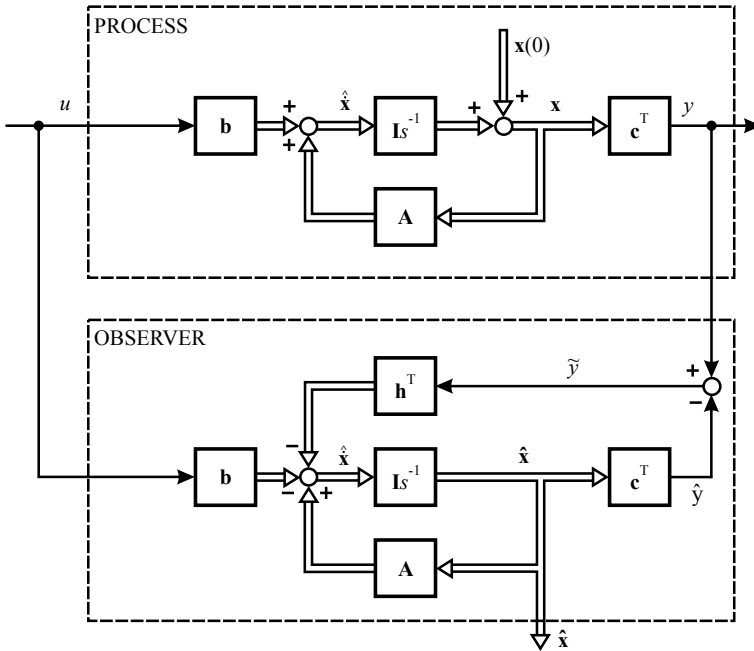 PROCESS
x(0)
u
+
+
x̂̇
+
+
x
y
b
Is⁻¹
cᵀ
A
OBSERVER
hᵀ
ỹ
+
−
−
x̂̇
x̂
b
−
+
Is⁻¹
cᵀ
ŷ
A
x̂